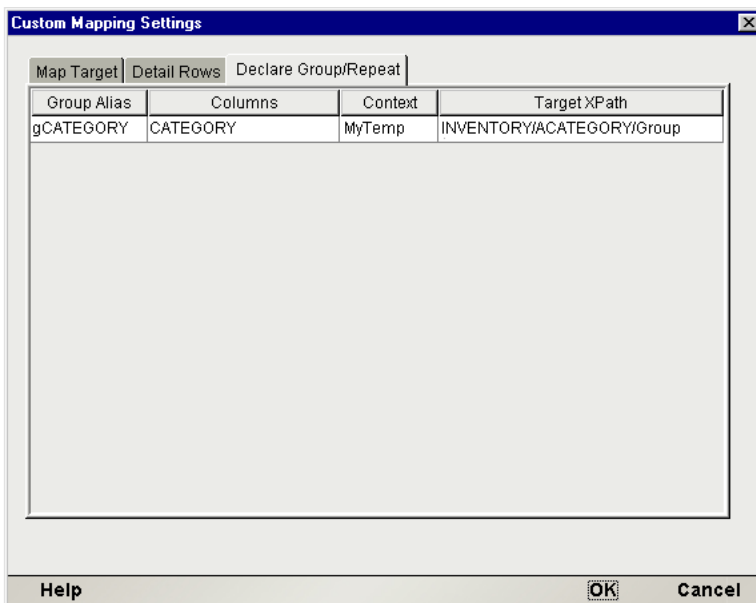 Custom Mapping Settings
Map Target Detail Rows Declare Group/Repeat
Group Alias Columns Context Target XPath
gCATEGORY CATEGORY MyTemp INVENTORY/ACATEGORY/Group
Help OK Cancel